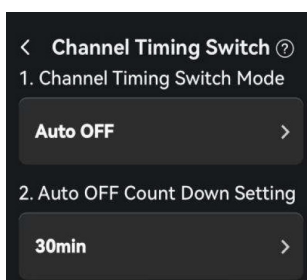 Channel Timing Switch
1. Channel Timing Switch Mode
Auto OFF
2. Auto OFF Count Down Setting
30min